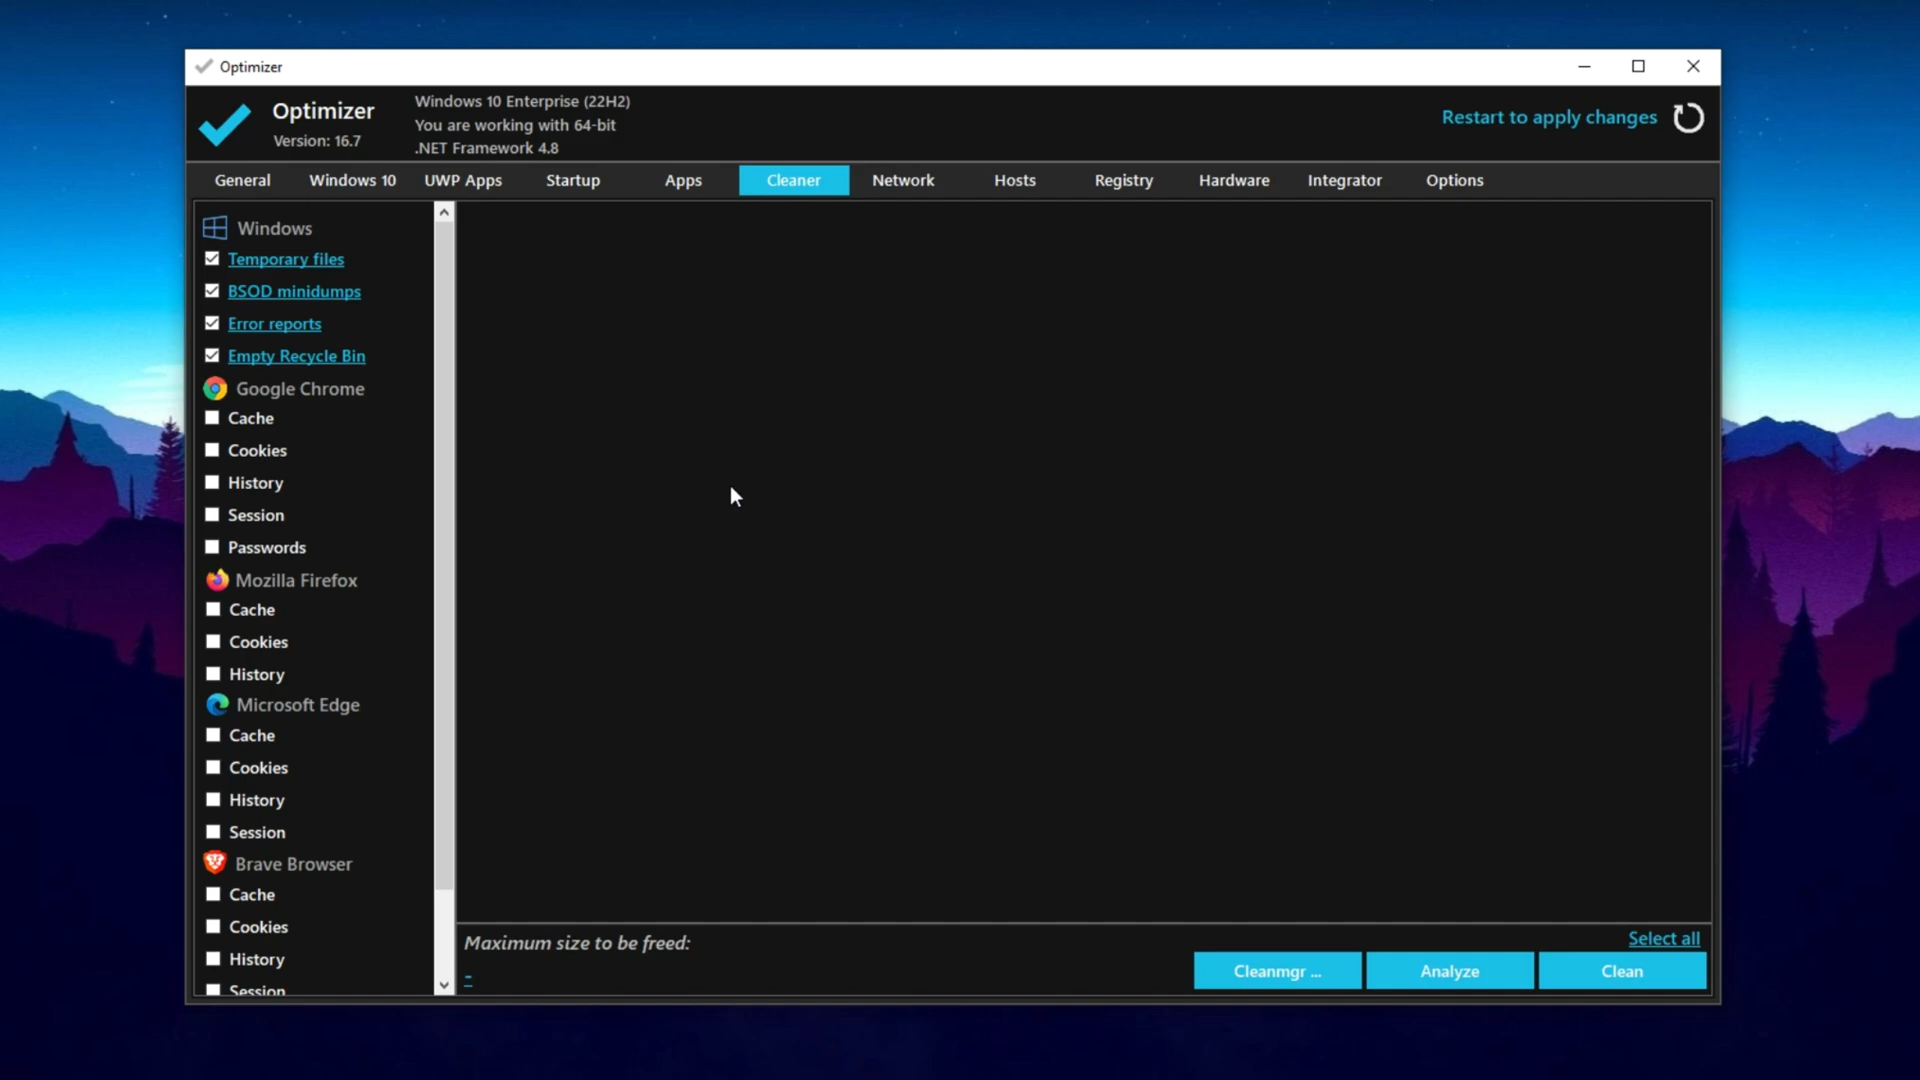 Optimizer
Optimizer
Version: 16.7
Windows 10 Enterprise (22H2)
You are working with 64-bit
.NET Framework 4.8
Restart to apply changes
General Windows 10 UWP Apps Startup Apps Cleaner Network Hosts Registry Hardware Integrator Options
Windows
Temporary files
BSOD minidumps
Error reports
Empty Recycle Bin
Google Chrome
Cache
Cookies
History
Session
Passwords
Mozilla Firefox
Cache
Cookies
History
Microsoft Edge
Cache
Cookies
History
Session
Brave Browser
Cache
Cookies
History
Session
Maximum size to be freed:
-
Select all
Cleanmgr ... Analyze Clean